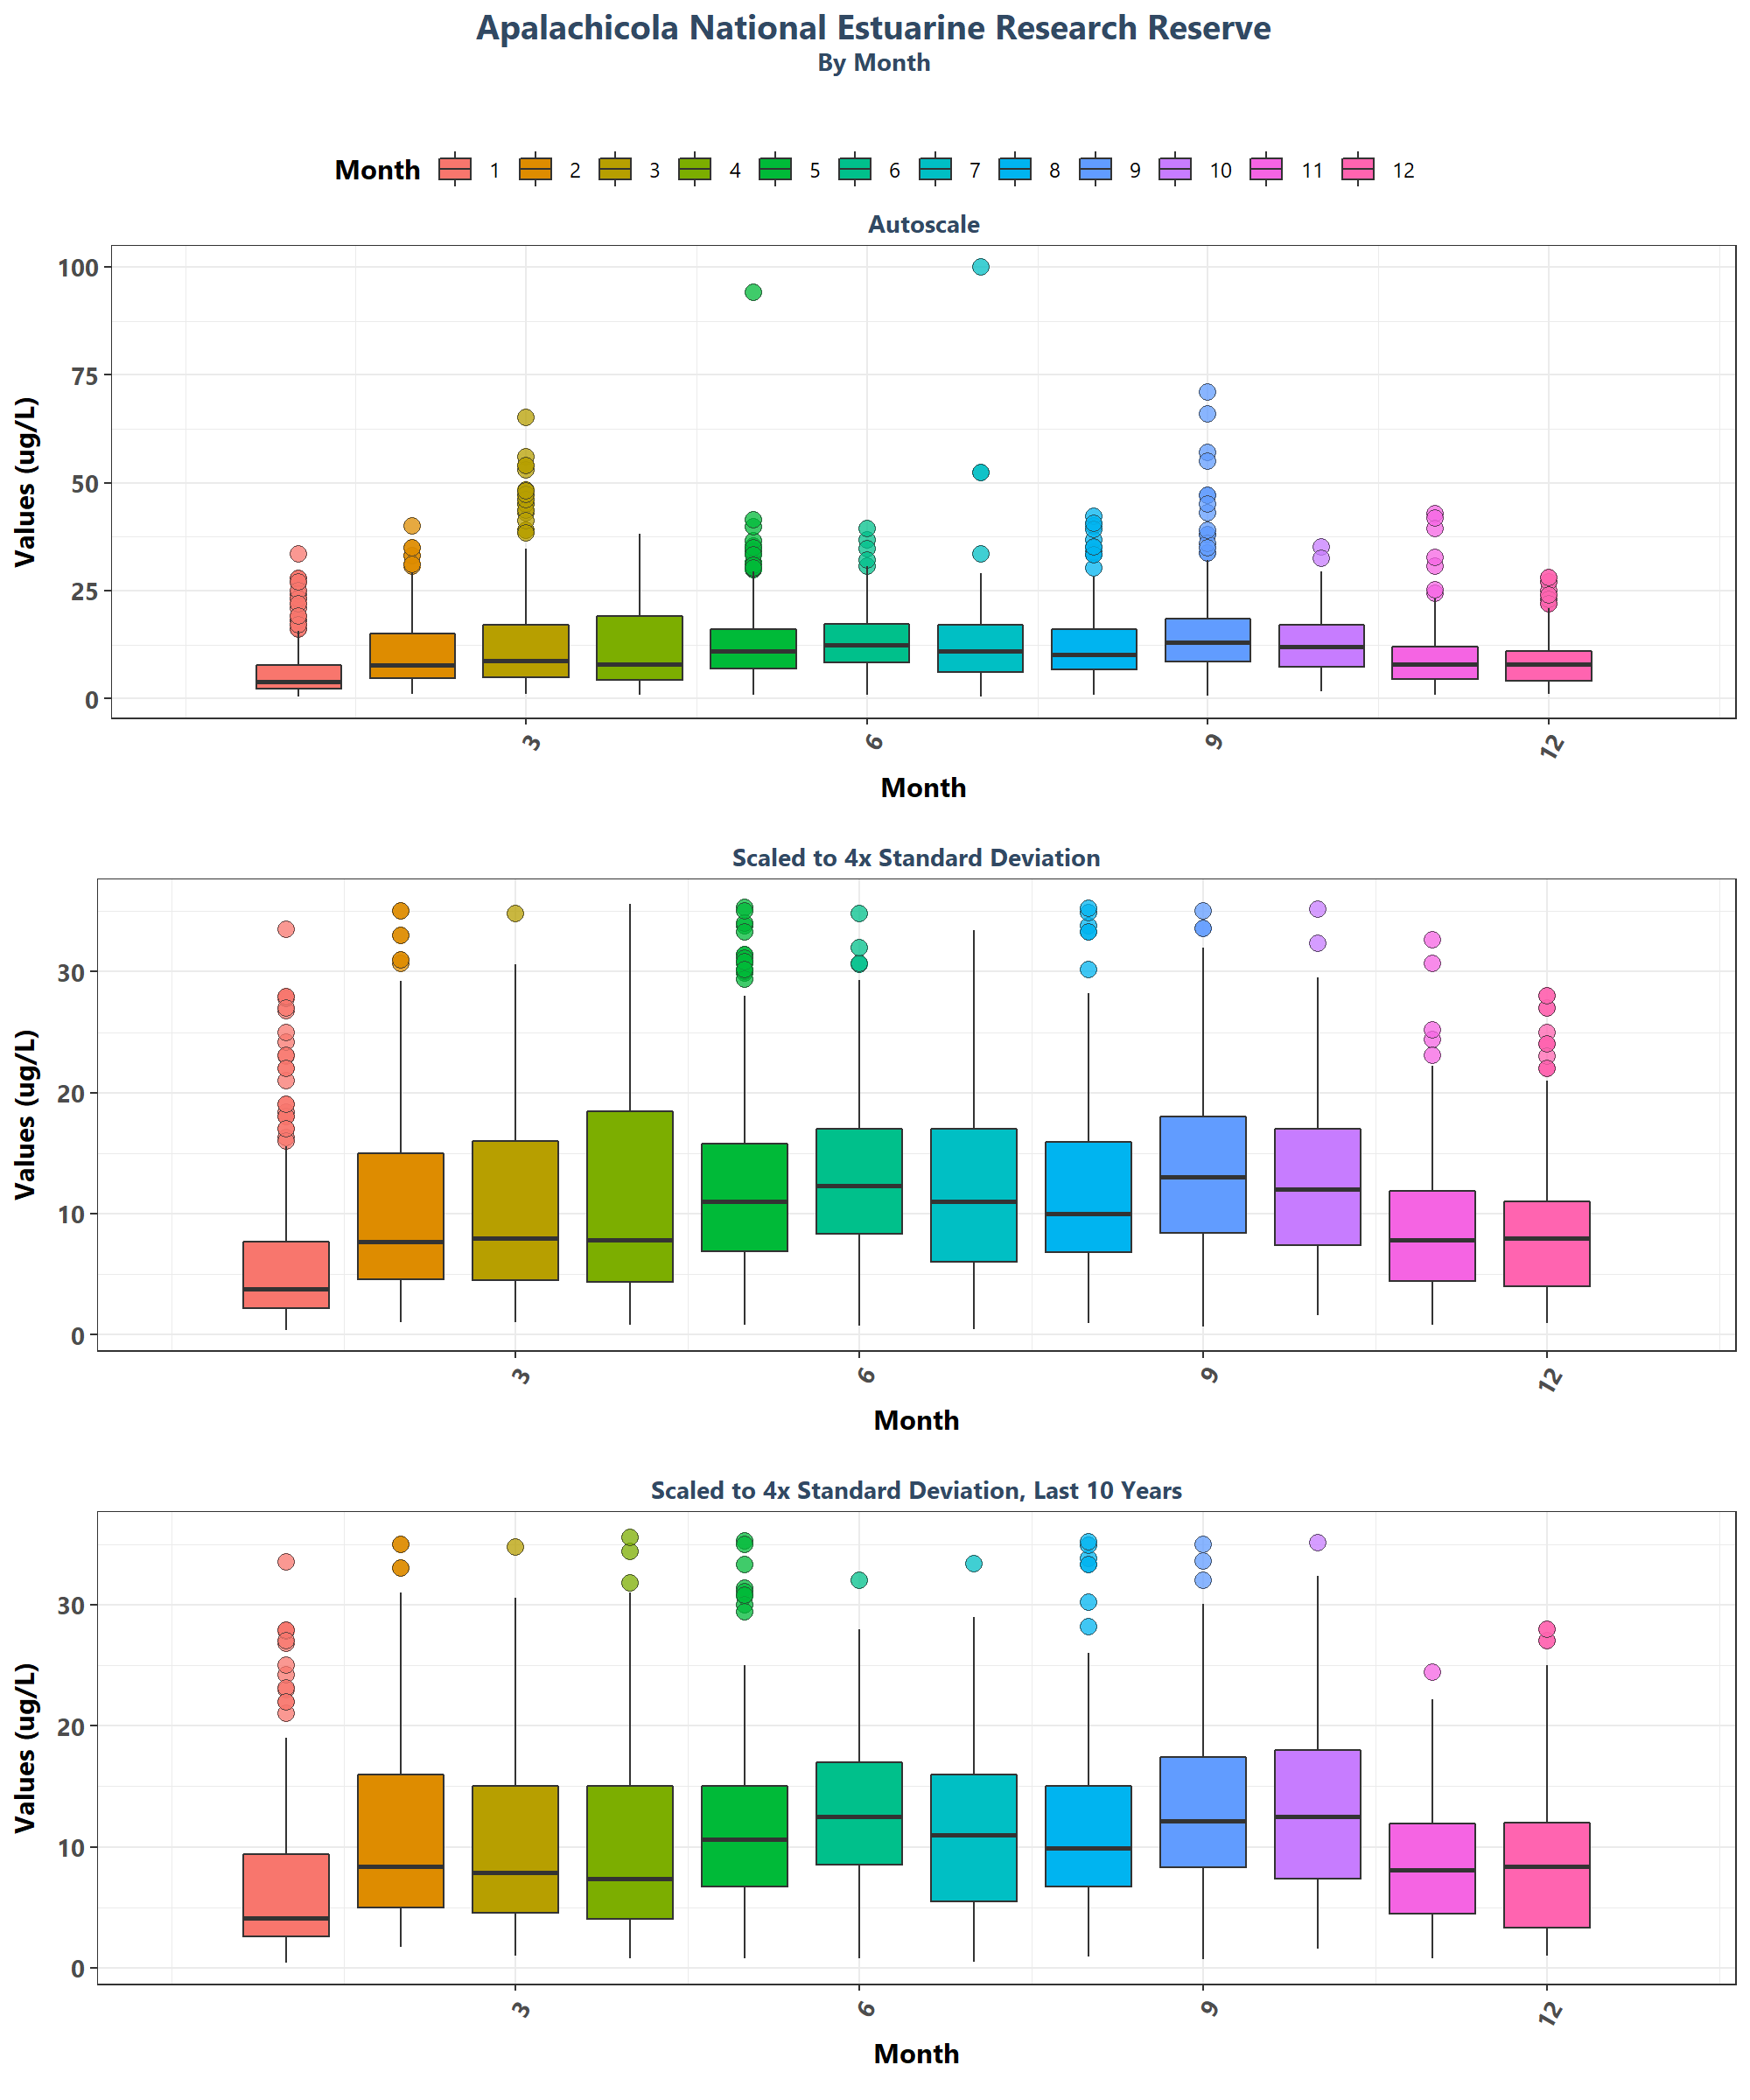 Apalachicola National Estuarine Research Reserve
By Month
Month 1 2 3 4 5 6 7 8 9 10 11 12
Autoscale
Values (ug/L)
100
75
50
25
0
3 6 9 12
Month
Scaled to 4x Standard Deviation
Values (ug/L)
30
20
10
0
3 6 9 12
Month
Scaled to 4x Standard Deviation, Last 10 Years
Values (ug/L)
30
20
10
0
3 6 9 12
Month